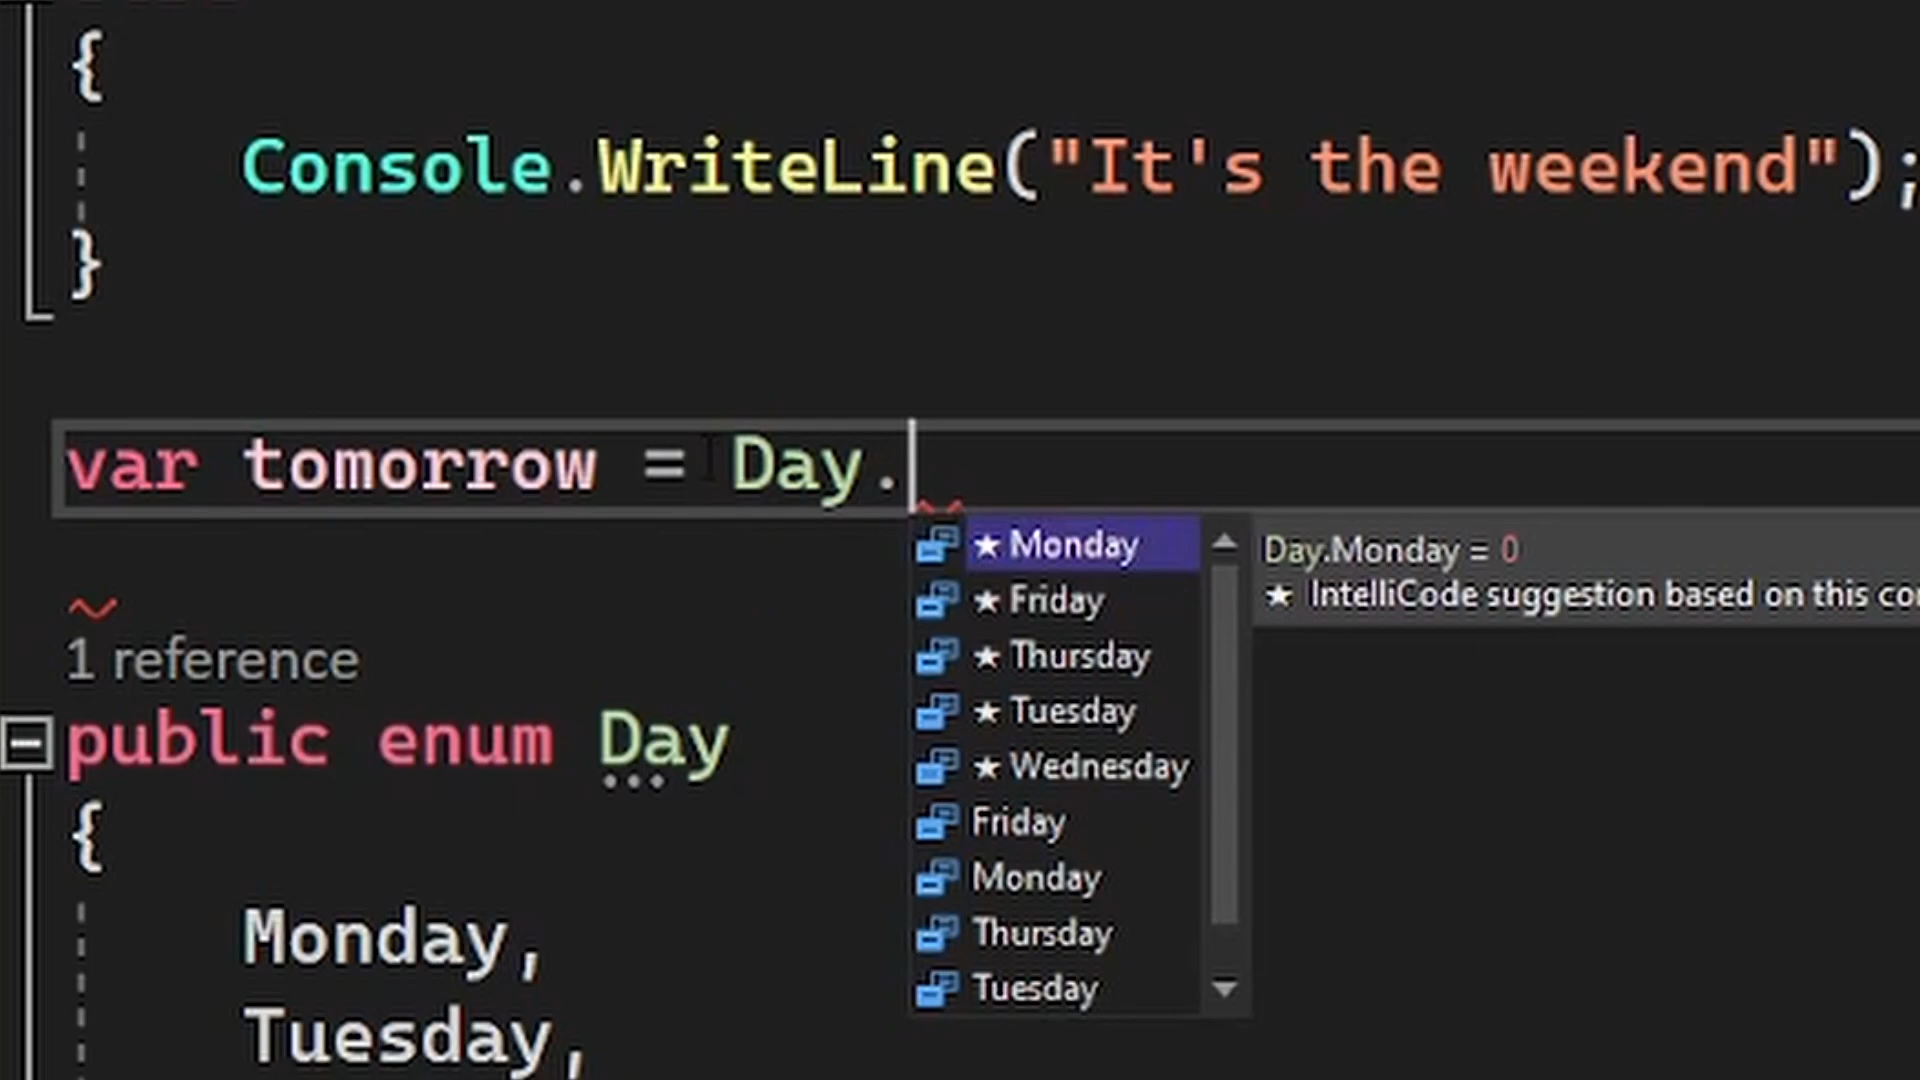 {
Console.WriteLine("It's the weekend");
}
var tomorrow = Day.
★ Monday
★ Friday
★ Thursday
★ Tuesday
★ Wednesday
Friday
Monday
Thursday
Tuesday
Day.Monday = 0
★ IntelliCode suggestion based on this
1 reference
public enum Day
{
Monday,
Tuesday,